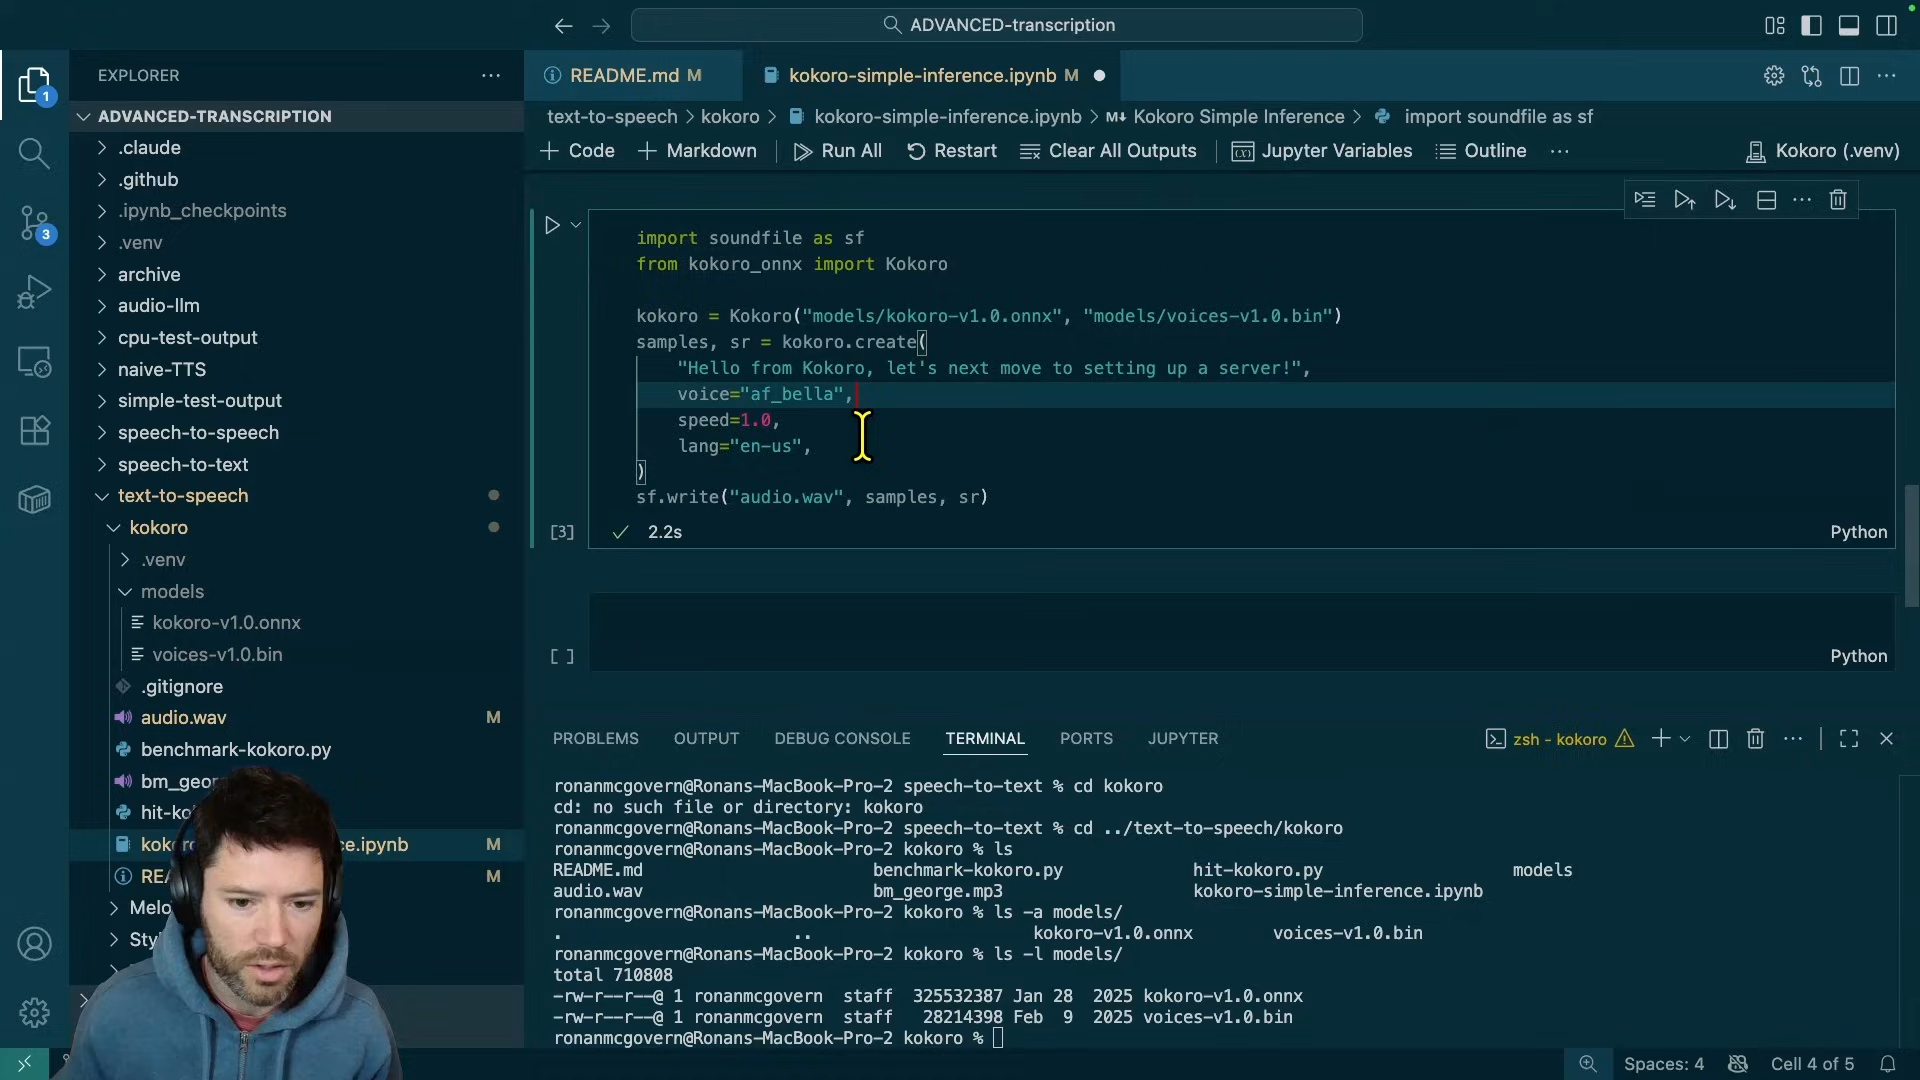 ADVANCED-transcription
EXPLORER
README.md M
kokoro-simple-inference.ipynb M
1
ADVANCED-TRANSCRIPTION
text-to-speech
kokoro
kokoro-simple-inference.ipynb
Kokoro Simple Inference
import soundfile as sf
Code
Markdown
Run All
Restart
Clear All Outputs
Jupyter Variables
Outline
Kokoro (.venv)
.claude
.github
.ipynb_checkpoints
3
.venv
archive
audio-llm
cpu-test-output
naive-TTS
simple-test-output
speech-to-speech
speech-to-text
text-to-speech
kokoro
.venv
models
kokoro-v1.0.onnx
voices-v1.0.bin
.gitignore
audio.wav M
benchmark-kokoro.py
bm_geor
hit-ko
M
M
Melo
import soundfile as sf
from kokoro_onnx import Kokoro
kokoro = Kokoro("models/kokoro-v1.0.onnx", "models/voices-v1.0.bin")
samples, sr = kokoro.create(
"Hello from Kokoro, let's next move to setting up a server!",
voice="af_bella",
speed=1.0,
lang="en-us",
)
sf.write("audio.wav", samples, sr)
[3] 2.2s Python
[ ] Python
PROBLEMS OUTPUT DEBUG CONSOLE TERMINAL PORTS JUPYTER
zsh - kokoro
ronanmcgovern@Ronans-MacBook-Pro-2 speech-to-text % cd kokoro
cd: no such file or directory: kokoro
ronanmcgovern@Ronans-MacBook-Pro-2 speech-to-text % cd ../text-to-speech/kokoro
ronanmcgovern@Ronans-MacBook-Pro-2 kokoro % ls
README.md benchmark-kokoro.py hit-kokoro.py models
audio.wav bm_george.mp3 kokoro-simple-inference.ipynb
ronanmcgovern@Ronans-MacBook-Pro-2 kokoro % ls -a models/
. .. kokoro-v1.0.onnx voices-v1.0.bin
ronanmcgovern@Ronans-MacBook-Pro-2 kokoro % ls -l models/
total 710808
-rw-r--r--@ 1 ronanmcgovern staff 325532387 Jan 28 2025 kokoro-v1.0.onnx
-rw-r--r--@ 1 ronanmcgovern staff 28214398 Feb 9 2025 voices-v1.0.bin
ronanmcgovern@Ronans-MacBook-Pro-2 kokoro %
Spaces: 4
Cell 4 of 5